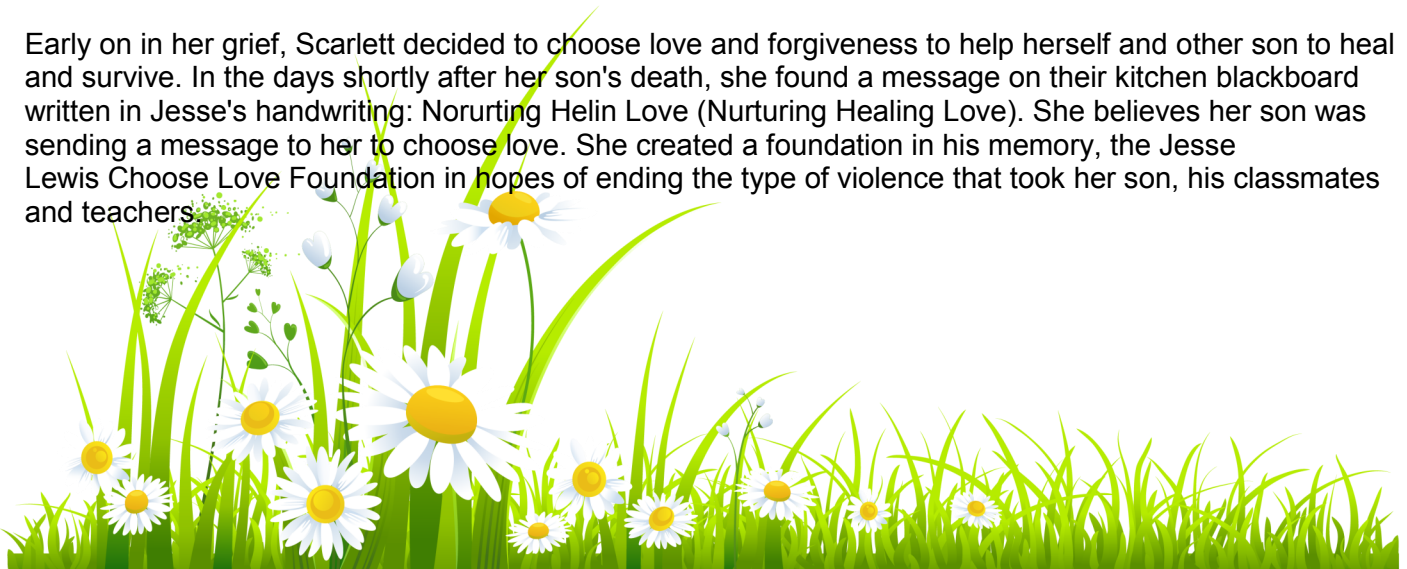 Early on in her grief, Scarlett decided to choose love and forgiveness to help herself and other son to heal
and survive. In the days shortly after her son's death, she found a message on their kitchen blackboard
written in Jesse's handwriting: Norurting Helin Love (Nurturing Healing Love). She believes her son was
sending a message to her to choose love. She created a foundation in his memory, the Jesse
Lewis Choose Love Foundation in hopes of ending the type of violence that took her son, his classmates
and teachers.